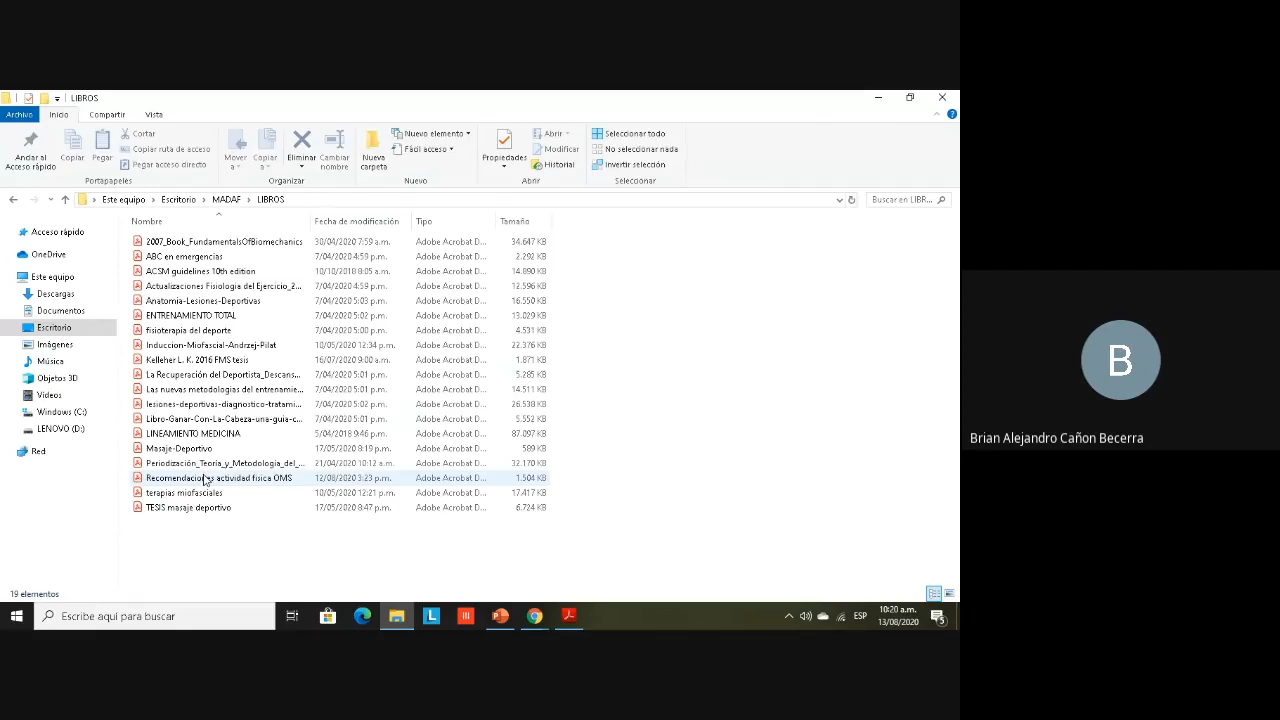 LIBROS
Archivo Inicio Compartir Vista
Anclar al Acceso rápido
Copiar
Pegar
Cortar
Copiar ruta de acceso
Pegar acceso directo
Portapapeles
Mover a
Copiar a
Eliminar
Cambiar nombre
Organizar
Nueva carpeta
Nuevo elemento
Fácil acceso
Nuevo
Propiedades
Abrir
Modificar
Historial
Abrir
Seleccionar todo
No seleccionar nada
Invertir selección
Seleccionar
Este equipo > Escritorio > MADAF > LIBROS
Buscar en LIBR...
Acceso rápido
OneDrive
Este equipo
Descargas
Documentos
Escritorio
Imágenes
Música
Objetos 3D
Vídeos
Windows (C:)
LENOVO (D:)
Red
Nombre Fecha de modificación Tipo Tamaño
2007_Book_FundamentalsOfBiomechanics 30/04/2020 7:59 a.m. Adobe Acrobat D... 34.647 KB
ABC en emergencias 7/04/2020 4:59 p.m. Adobe Acrobat D... 2.292 KB
ACSM guidelines 10th edition 10/10/2018 8:05 a.m. Adobe Acrobat D... 14.890 KB
Actualizaciones Fisiologia del Ejercicio_2... 7/04/2020 4:59 p.m. Adobe Acrobat D... 12.596 KB
Anatomia-Lesiones-Deportivas 7/04/2020 5:03 p.m. Adobe Acrobat D... 16.550 KB
ENTRENAMIENTO TOTAL 7/04/2020 5:02 p.m. Adobe Acrobat D... 13.029 KB
fisioterapia del deporte 7/04/2020 5:00 p.m. Adobe Acrobat D... 4.531 KB
Induccion-Miofascial-Andrzej-Pilat 10/05/2020 12:34 p.m. Adobe Acrobat D... 22.376 KB
Kelleher L. K. 2016 FMS tesis 16/07/2020 9:00 a.m. Adobe Acrobat D... 1.871 KB
La Recuperación del Deportista_Descans... 7/04/2020 5:01 p.m. Adobe Acrobat D... 5.285 KB
Las nuevas metodologias del entrenamie... 7/04/2020 5:01 p.m. Adobe Acrobat D... 14.511 KB
lesiones-deportivas-diagnostico-tratami... 7/04/2020 5:02 p.m. Adobe Acrobat D... 26.538 KB
Libro-Ganar-Con-La-Cabeza-una-guia-c... 7/04/2020 5:01 p.m. Adobe Acrobat D... 5.552 KB
LINEAMIENTO MEDICINA 5/04/2018 9:46 p.m. Adobe Acrobat D... 87.097 KB
Masaje-Deportivo 17/05/2020 8:19 p.m. Adobe Acrobat D... 589 KB
Periodización_Teoría_y_Metodología_del_... 21/04/2020 10:12 a.m. Adobe Acrobat D... 32.170 KB
Recomendaciones actividad fisica OMS 12/08/2020 3:23 p.m. Adobe Acrobat D... 1.504 KB
terapias miofasciales 10/05/2020 12:21 p.m. Adobe Acrobat D... 17.417 KB
TESIS masaje deportivo 17/05/2020 8:47 p.m. Adobe Acrobat D... 6.724 KB
19 elementos
Escribe aquí para buscar
ESP
10:20 a.m.
13/08/2020
5
B
Brian Alejandro Cañon Becerra